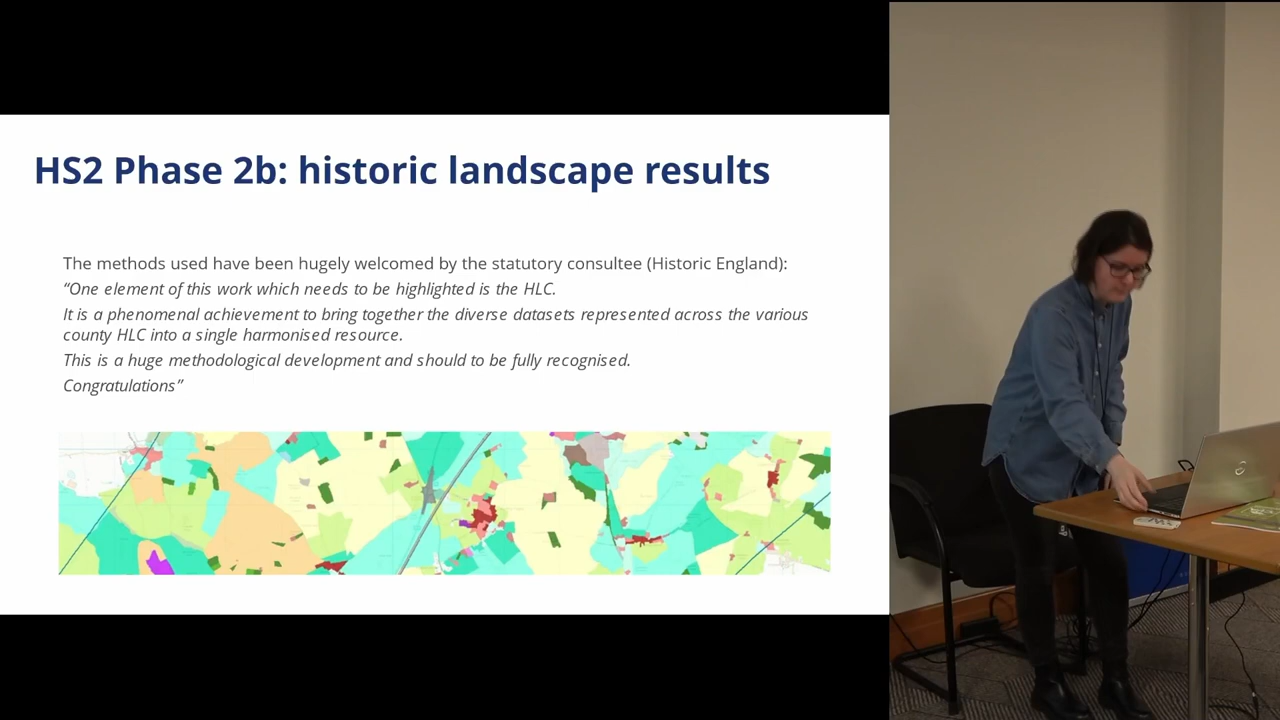 HS2 Phase 2b: historic landscape results
The methods used have been hugely welcomed by the statutory consultee (Historic England):
“One element of this work which needs to be highlighted is the HLC.
It is a phenomenal achievement to bring together the diverse datasets represented across the various
county HLC into a single harmonised resource.
This is a huge methodological development and should to be fully recognised.
Congratulations”